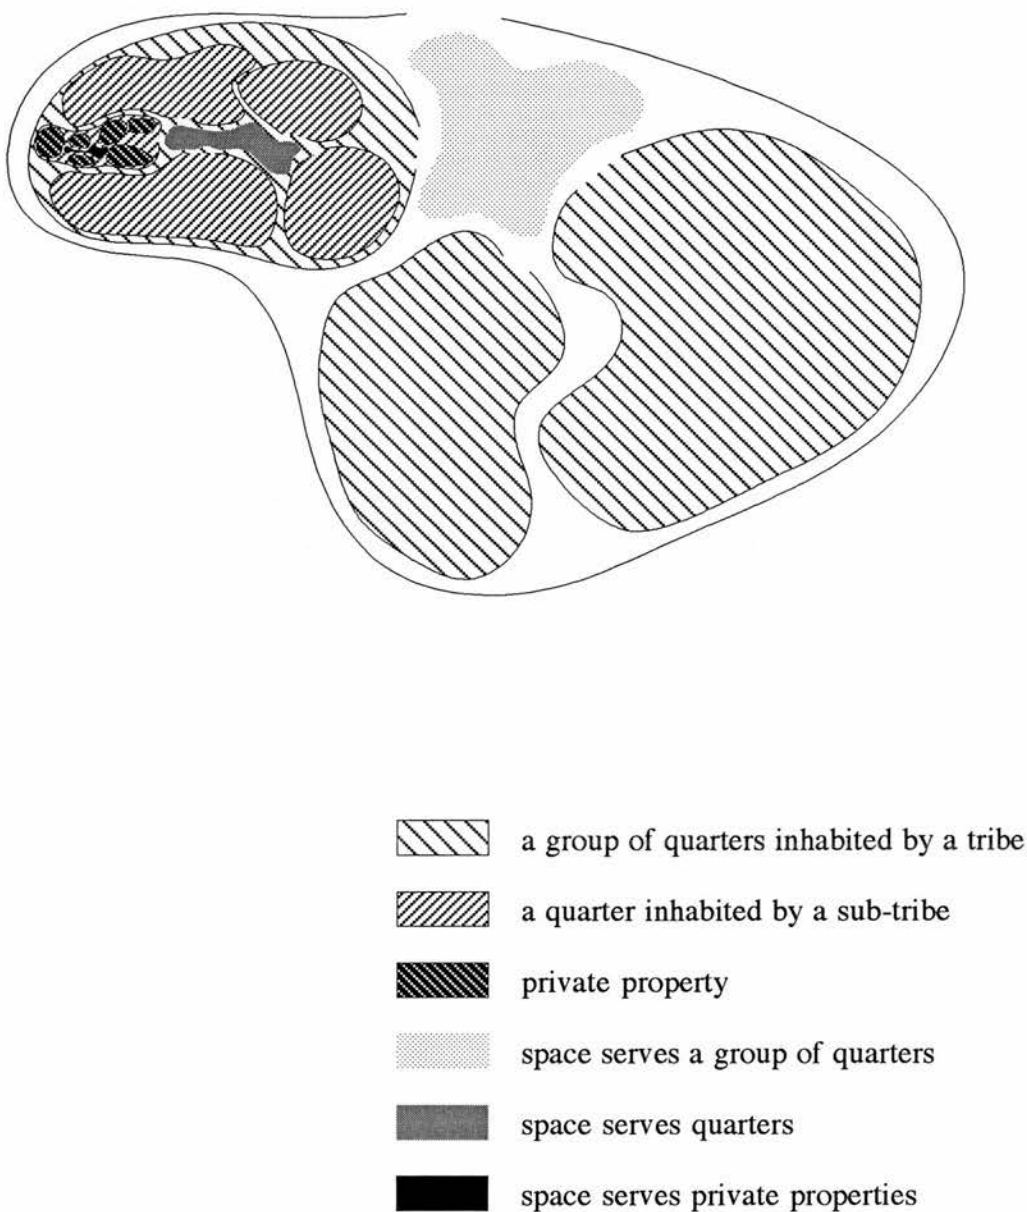 a group of quarters inhabited by a tribe
a quarter inhabited by a sub-tribe
private property
space serves a group of quarters
space serves quarters
space serves private properties